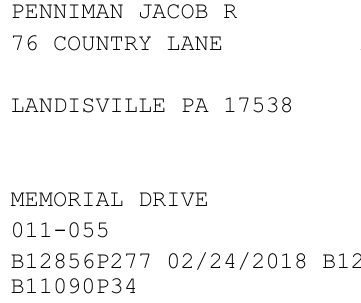 PENNIMAN JACOB R
76 COUNTRY LANE
LANDISVILLE PA 17538
MEMORIAL DRIVE
011-055
B12856P277 02/24/2018 B12
B11090P34